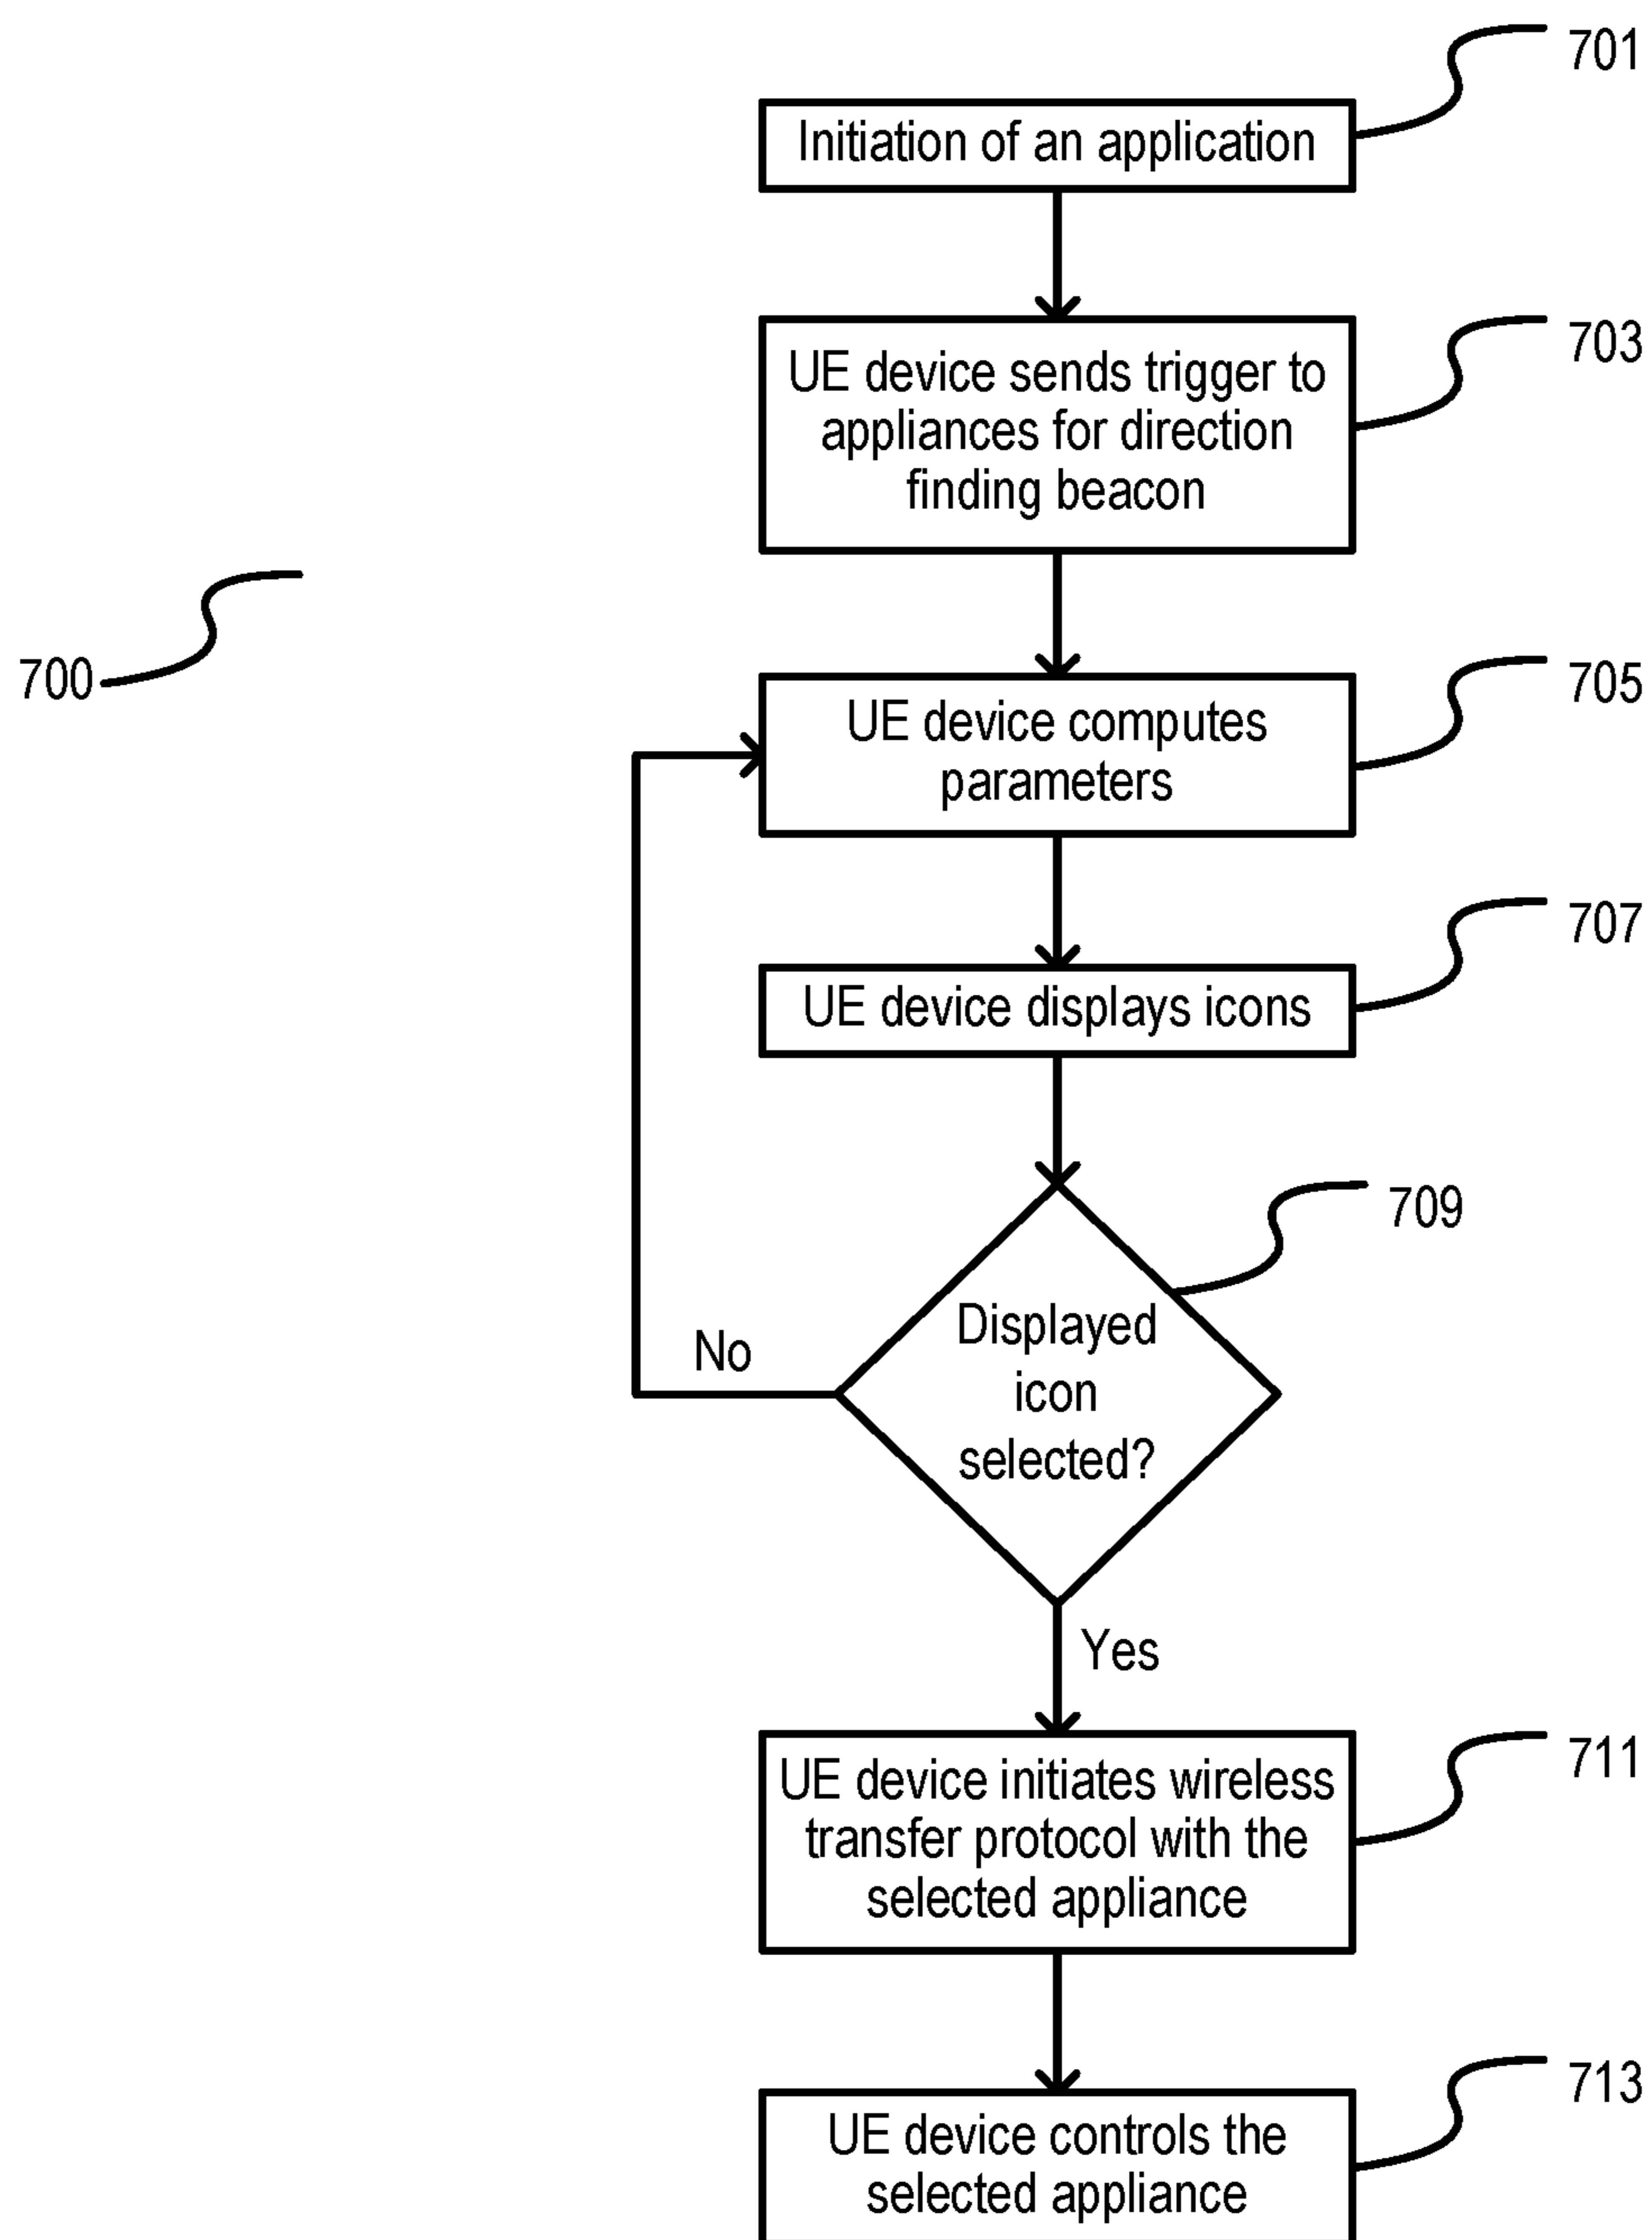 701
Initiation of an application
703
UE device sends trigger to
appliances for direction
finding beacon
700
705
UE device computes
parameters
707
UE device displays icons
709
Displayed
icon
selected?
No
Yes
711
UE device initiates wireless
transfer protocol with the
selected appliance
713
UE device controls the
selected appliance